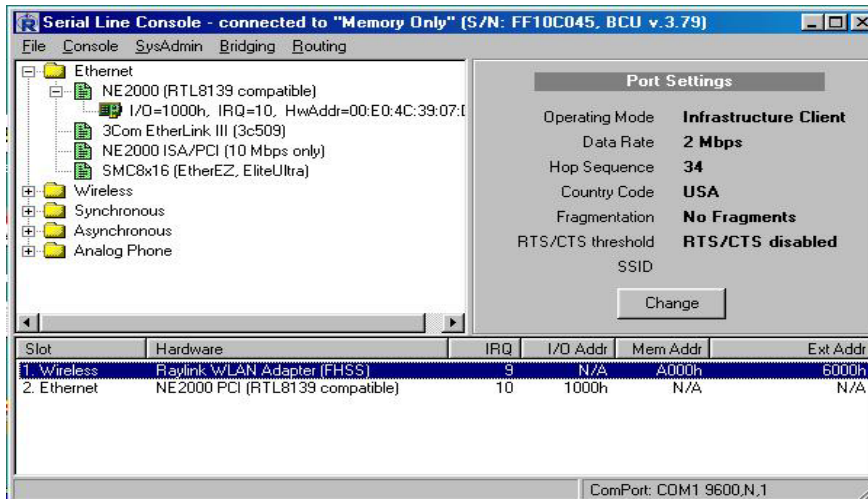 Serial Line Console - connected to "Memory Only" (S/N: FF10C045, BCU v.3.79)
File Console SysAdmin Bridging Routing
Ethernet
NE2000 (RTL8139 compatible)
I/O=1000h, IRQ=10, HwAddr=00:E0:4C:39:07:
3Com EtherLink III (3c509)
NE2000 ISA/PCI (10 Mbps only)
SMC8x16 (EtherEZ, EliteUltra)
Wireless
Synchronous
Asynchronous
Analog Phone
Port Settings
Operating Mode Infrastructure Client
Data Rate 2 Mbps
Hop Sequence 34
Country Code USA
Fragmentation No Fragments
RTS/CTS threshold RTS/CTS disabled
SSID
Change
Slot Hardware IRQ I/O Addr Mem Addr Ext Addr
1. Wireless Raylink WLAN Adapter (FHSS) 9 N/A A000h 6000h
2. Ethernet NE2000 PCI (RTL8139 compatible) 10 1000h N/A N/A
ComPort: COM1 9600,N,1